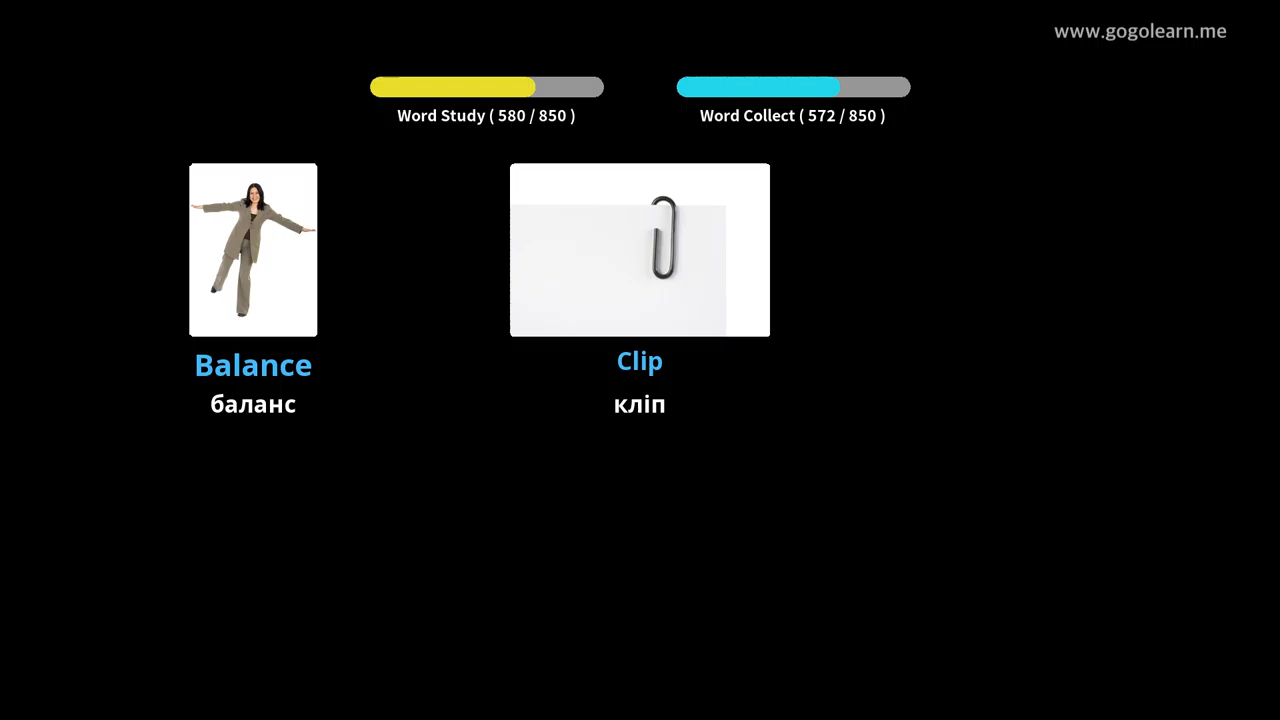 www.gogolearn.me
Word Study ( 580 / 850 )
Word Collect ( 572 / 850 )
Balance
баланс
Clip
кліп